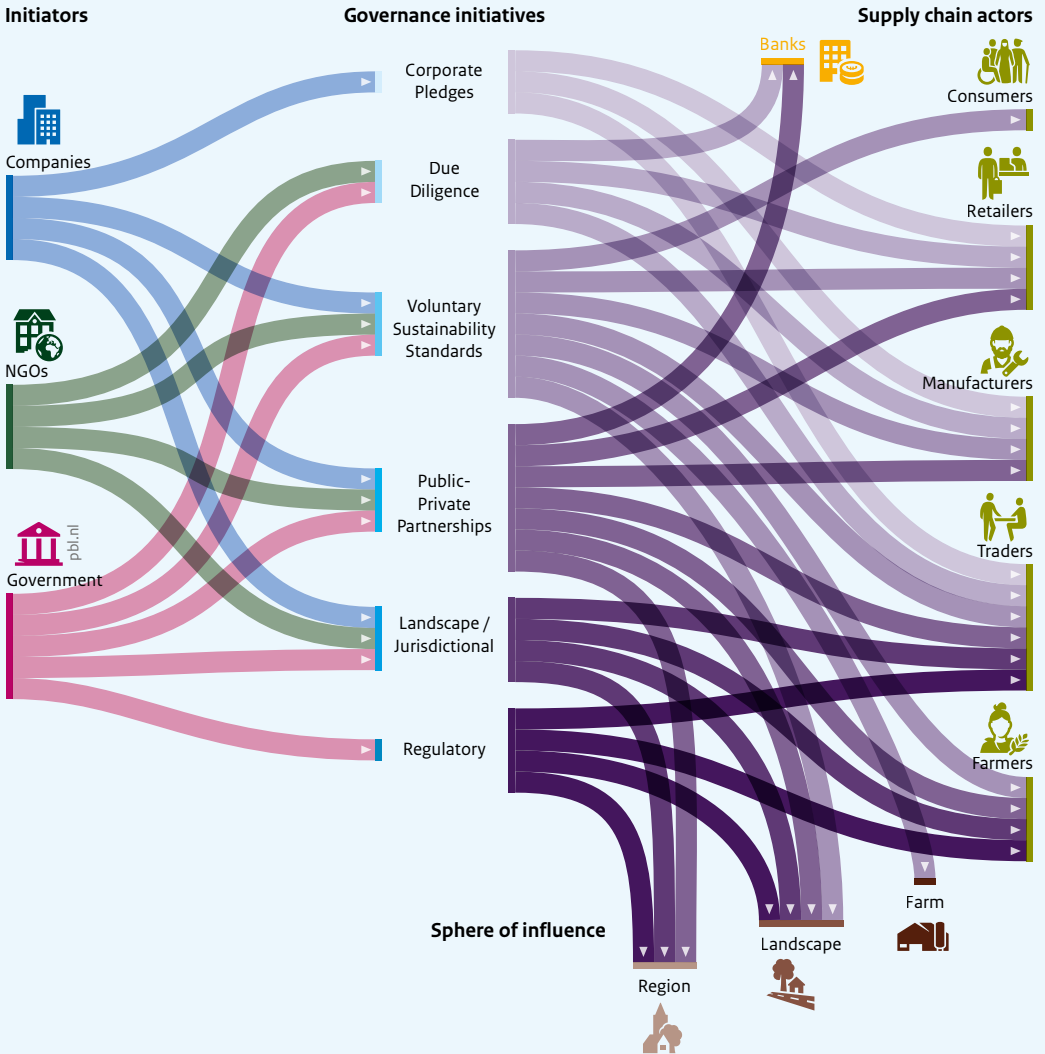 Initiators
Governance initiatives
Supply chain actors
Companies
NGOs
pbl.nl
Government
Corporate
Pledges
Due
Diligence
Voluntary
Sustainability
Standards
Public-
Private
Partnerships
Landscape /
Jurisdictional
Regulatory
Banks
Consumers
Retailers
Manufacturers
Traders
Farmers
Farm
Sphere of influence
Landscape
Region